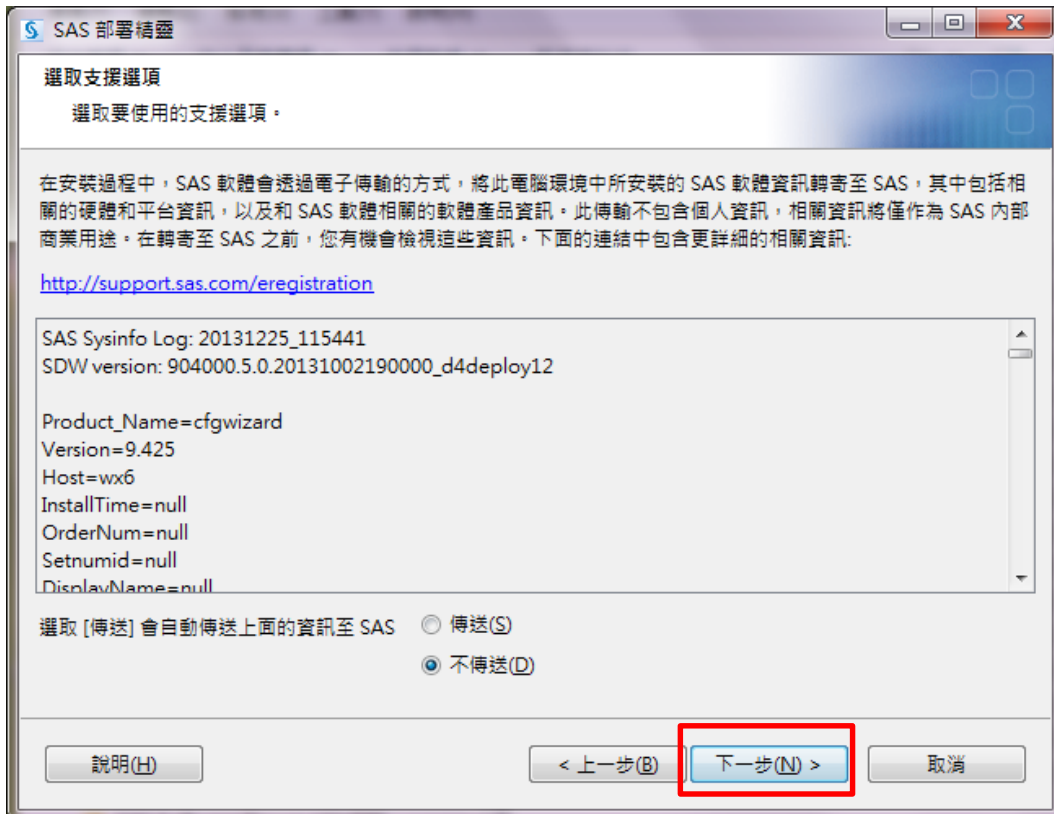 SAS 部署精靈
選取支援選項
選取要使用的支援選項。
在安裝過程中，SAS 軟體會透過電子傳輸的方式，將此電腦環境中所安裝的 SAS 軟體資訊轉寄至 SAS，其中包括相
關的硬體和平台資訊，以及和 SAS 軟體相關的軟體產品資訊。此傳輸不包含個人資訊，相關資訊將僅作為 SAS 內部
商業用途。在轉寄至 SAS 之前，您有機會檢視這些資訊。下面的連結中包含更詳細的相關資訊:
http://support.sas.com/eregistration
SAS Sysinfo Log: 20131225_115441
SDW version: 904000.5.0.20131002190000_d4deploy12
Product_Name=cfgwizard
Version=9.425
Host=wx6
InstallTime=null
OrderNum=null
Setnumid=null
DisplayName=null
選取 [傳送] 會自動傳送上面的資訊至 SAS 傳送(S)
不傳送(D)
說明(H) < 上一步(B) 下一步(N) > 取消